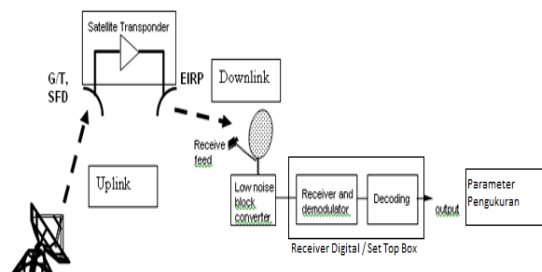 Satellite Transponder
G/T,
SFD
EIRP
Downlink
Uplink
Receive
feed
Low noise
block
converter
Receiver and
demodulator
Decoding
output
Parameter
Pengukuran
Receiver Digital / Set Top Box